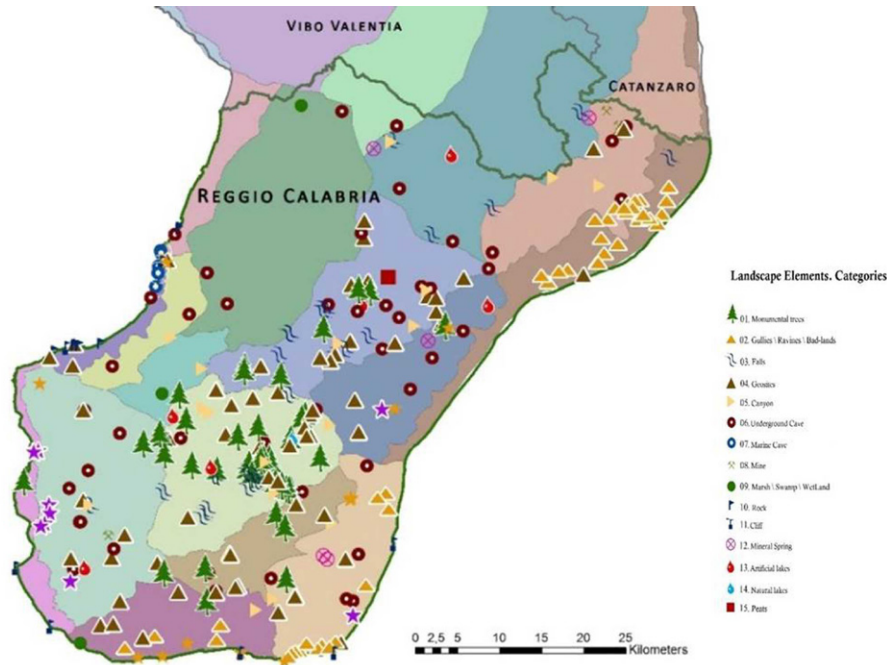 VIBO VALENTIA
CATANZARO
REGGIO CALABRIA
Landscape Elements. Categories
01. Monumental trees
02. Gullies \ Ravines \ Bad-lands
03. Falls
04. Geosites
05. Canyon
06. Underground Cave
07. Marine Cave
08. Mine
09. Marsh \ Swamp \ WetLand
10. Rock
11. Cliff
12. Mineral Spring
13. Artificial lakes
14. Natural lakes
15. Peats
0 2,5 5 10 15 20 25
Kilometers